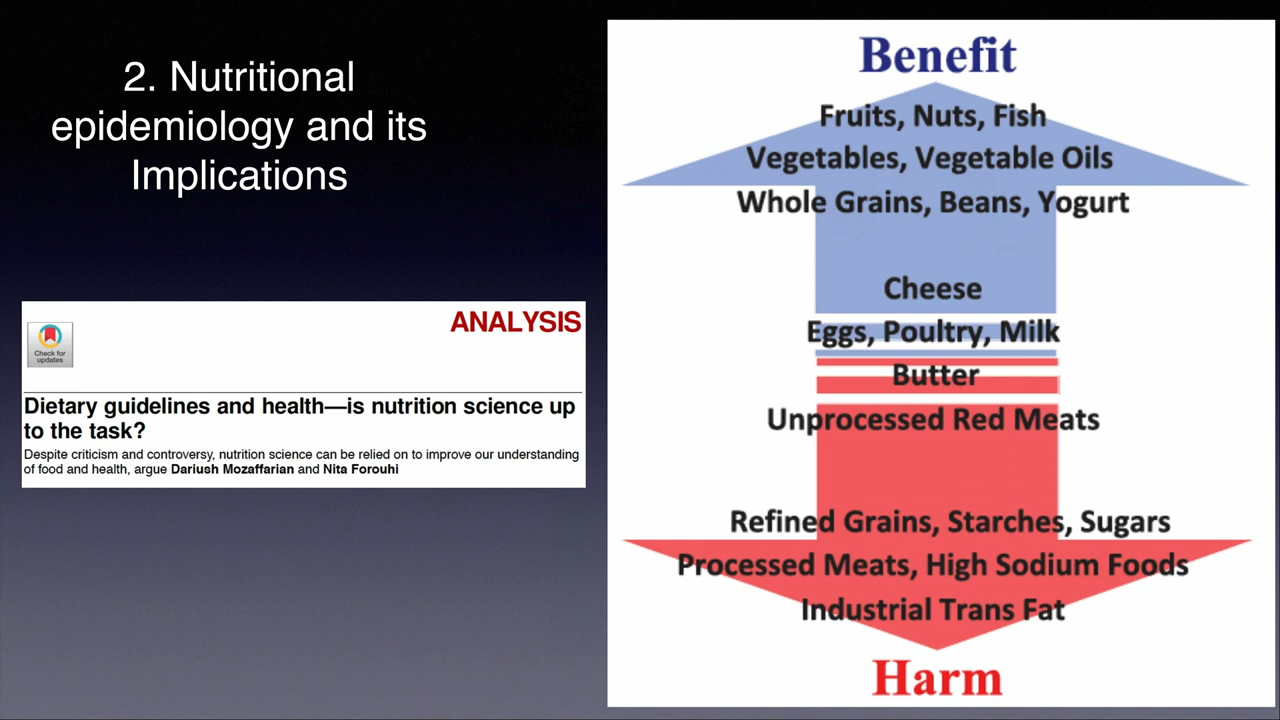 2. Nutritional
epidemiology and its
Implications
ANALYSIS
Check for
updates
Dietary guidelines and health—is nutrition science up
to the task?
Despite criticism and controversy, nutrition science can be relied on to improve our understanding
of food and health, argue Dariush Mozaffarian and Nita Forouhi
Benefit
Fruits, Nuts, Fish
Vegetables, Vegetable Oils
Whole Grains, Beans, Yogurt
Cheese
Eggs, Poultry, Milk
Butter
Unprocessed Red Meats
Refined Grains, Starches, Sugars
Processed Meats, High Sodium Foods
Industrial Trans Fat
Harm